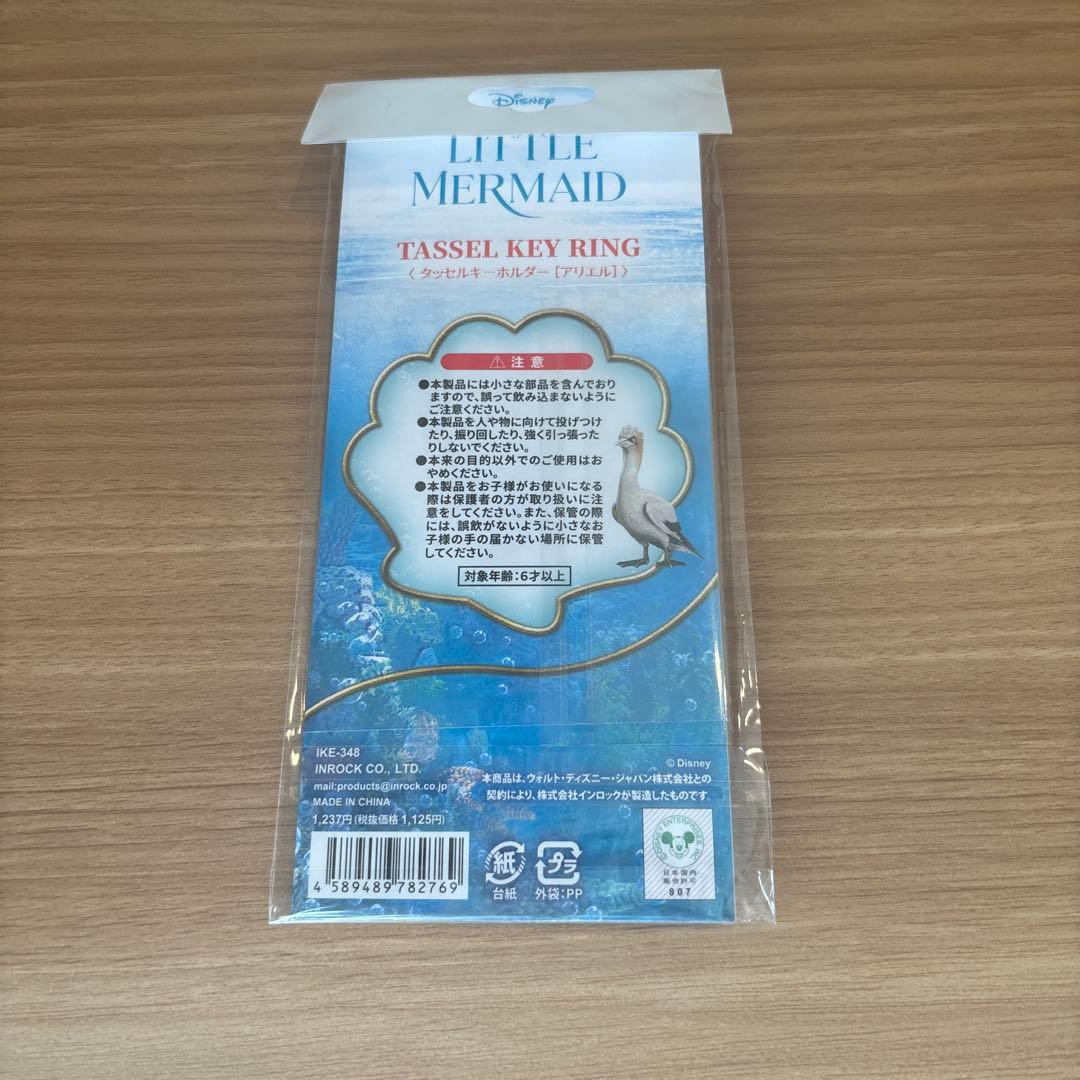 Disney
LITTLE
MERMAID
TASSEL KEY RING
〈 タッセルキーホルダー [アリエル] 〉
注意
●本製品には小さな部品を含んでおり
ますので、誤って飲み込まないように
ご注意ください。
●本製品を人や物に向けて投げつけ
たり、振り回したり、強く引っ張った
りしないでください。
●本来の目的以外でのご使用はお
やめください。
●本製品をお子様がお使いになる
際は保護者の方が取り扱いに注
意をしてください。また、保管の際
には、誤飲がないように小さなお
子様の手の届かない場所に保管
してください。
対象年齢:6才以上
IKE-348
INROCK CO., LTD.
mail:products@inrock.co.jp
MADE IN CHINA
1,237円 (税抜価格 1,125円)
4 589489 782769
© Disney
本商品は、ウォルト・ディズニー・ジャパン株式会社との
契約により、株式会社インロックが製造したものです。
紙
台紙
プラ
外袋:PP
©DISNEY ENTERPRISES INC.
日本国内
販売許可
807